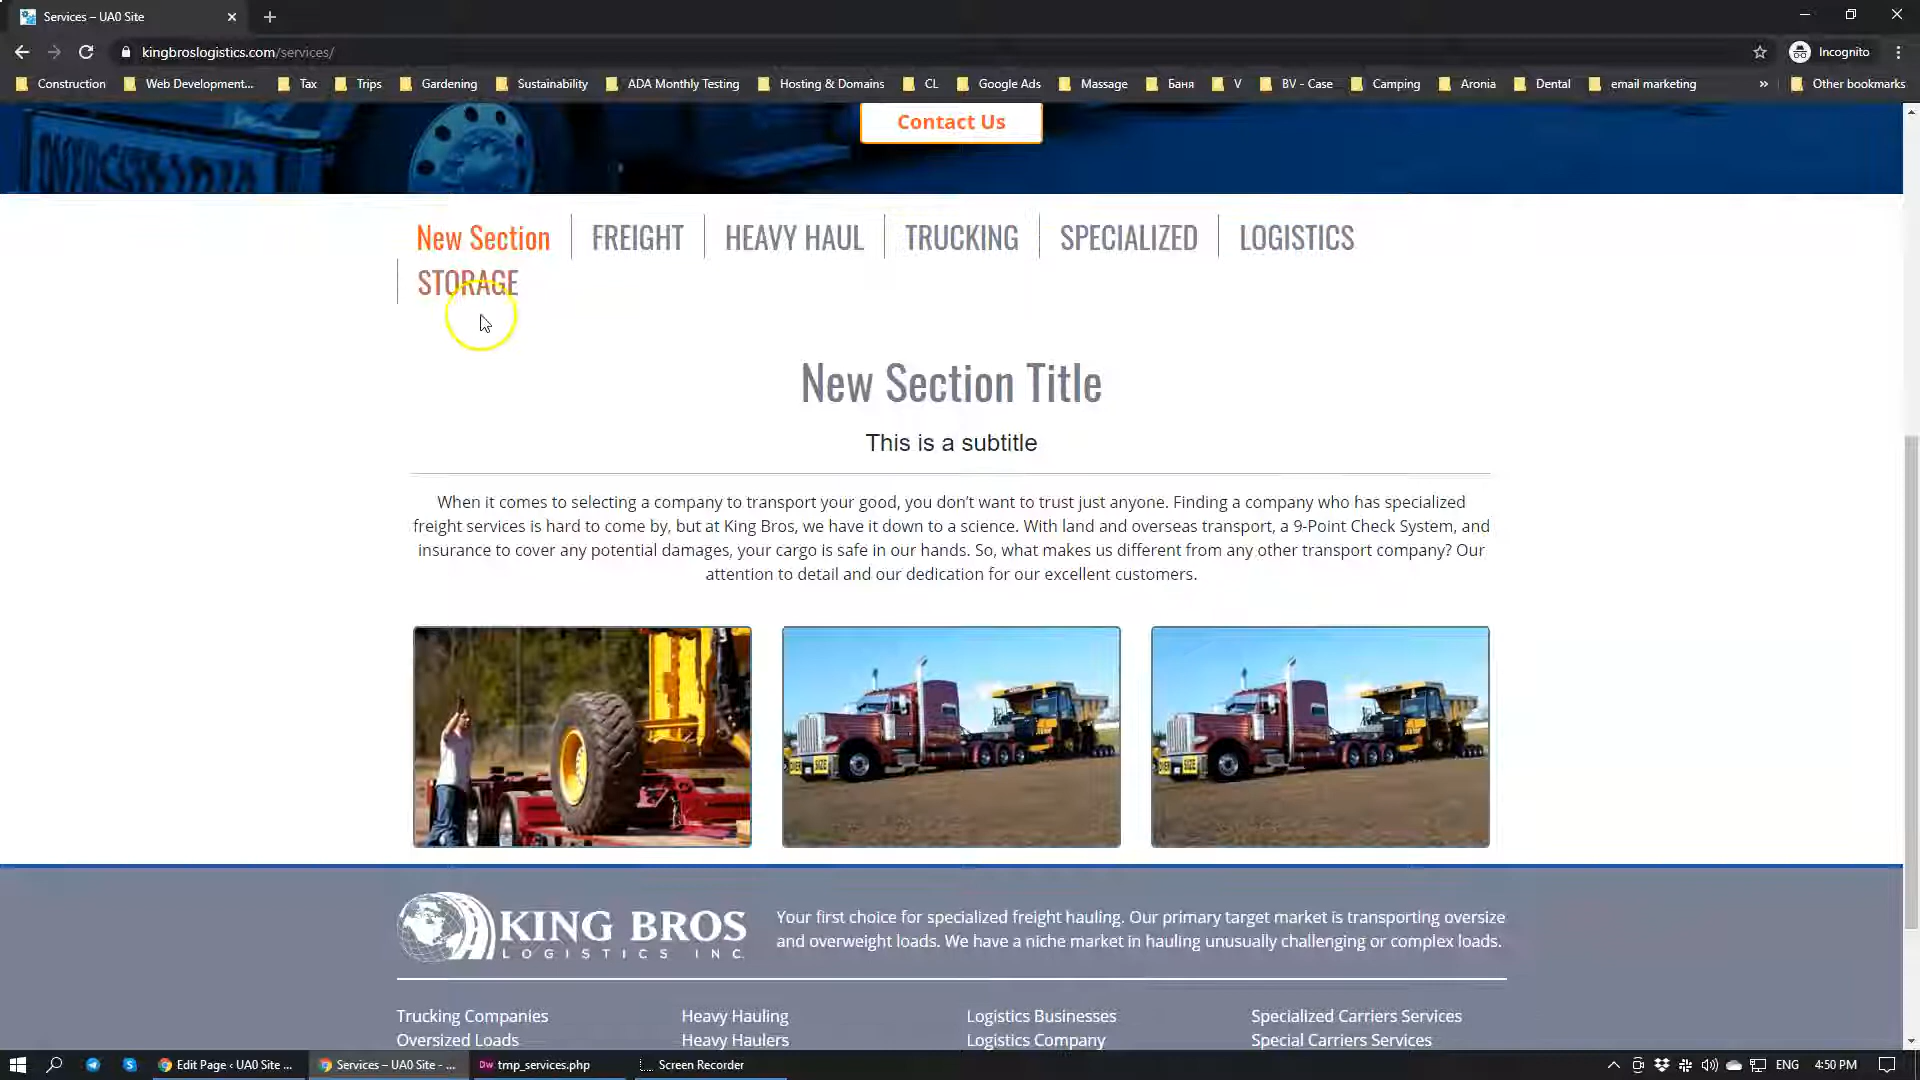 Services – UA0 Site
kingbroslogistics.com/services/
Incognito
Construction
Web Development...
Tax
Trips
Gardening
Sustainability
ADA Monthly Testing
Hosting & Domains
CL
Google Ads
Massage
Баня
V
BV - Case
Camping
Aronia
Dental
email marketing
»
Other bookmarks
Contact Us
New Section
FREIGHT
HEAVY HAUL
TRUCKING
SPECIALIZED
LOGISTICS
STORAGE
New Section Title
This is a subtitle
When it comes to selecting a company to transport your good, you don’t want to trust just anyone. Finding a company who has specialized
freight services is hard to come by, but at King Bros, we have it down to a science. With land and overseas transport, a 9-Point Check System, and
insurance to cover any potential damages, your cargo is safe in our hands. So, what makes us different from any other transport company? Our
attention to detail and our dedication for our excellent customers.
OVER SIZE
SIZE
KING BROS
LOGISTICS INC.
Your first choice for specialized freight hauling. Our primary target market is transporting oversize
and overweight loads. We have a niche market in hauling unusually challenging or complex loads.
Trucking Companies
Heavy Hauling
Logistics Businesses
Specialized Carriers Services
Oversized Loads
Heavy Haulers
Logistics Company
Special Carriers Services
Edit Page ‹ UA0 Site ...
Services – UA0 Site - ...
Dw
tmp_services.php
Screen Recorder
ENG
4:50 PM